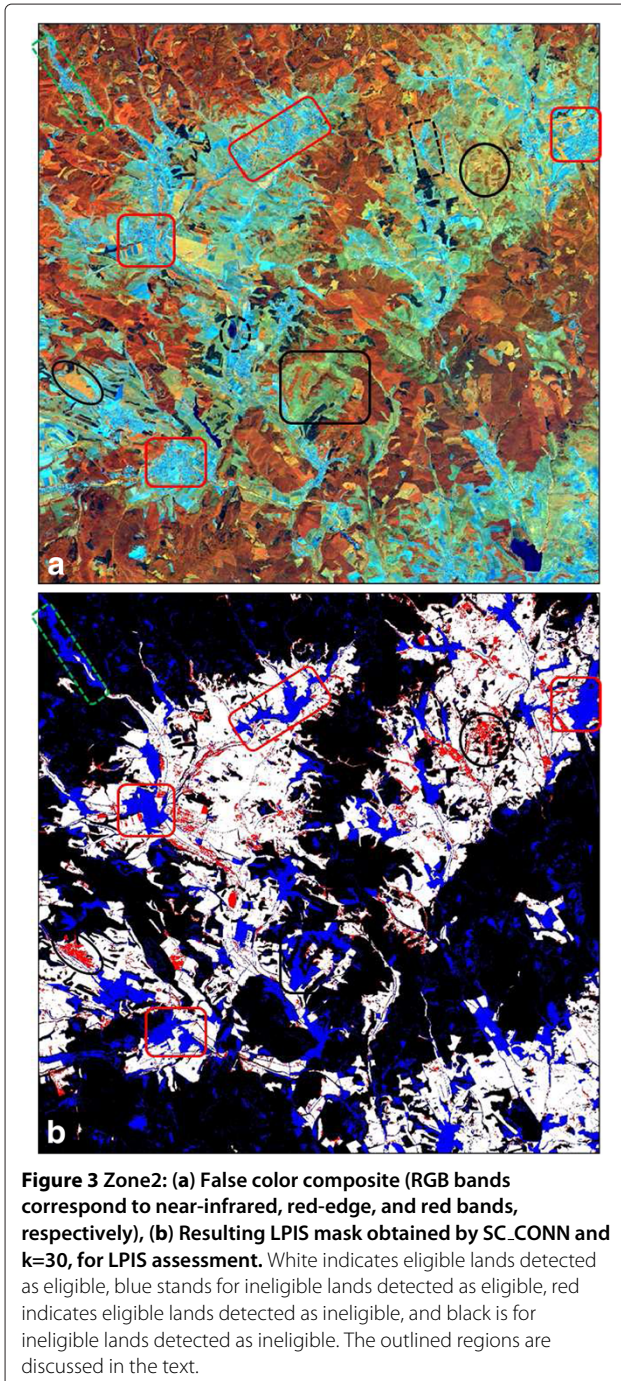 a
b
Figure 3 Zone2: (a) False color composite (RGB bands
correspond to near-infrared, red-edge, and red bands,
respectively), (b) Resulting LPIS mask obtained by SC_CONN and
k=30, for LPIS assessment. White indicates eligible lands detected
as eligible, blue stands for ineligible lands detected as eligible, red
indicates eligible lands detected as ineligible, and black is for
ineligible lands detected as ineligible. The outlined regions are
discussed in the text.